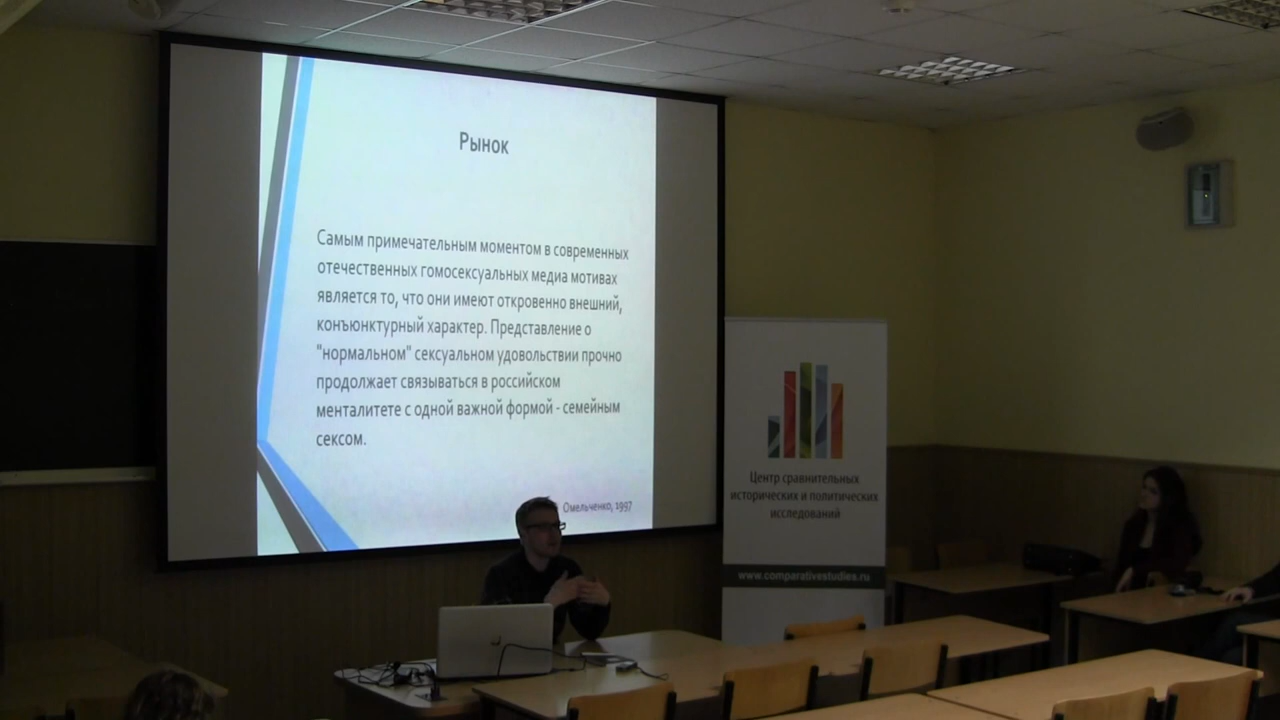 Рынок
Самым примечательным моментом в современных
отечественных гомосексуальных медиа мотивах
является то, что они имеют откровенно внешний,
конъюнктурный характер. Представление о
"нормальном" сексуальном удовольствии прочно
продолжает связываться в российском
менталитете с одной важной формой - семейным
сексом.
Омельченко, 1997
Центр сравнительных
исторических и политических
исследований
www.comparativestudies.ru